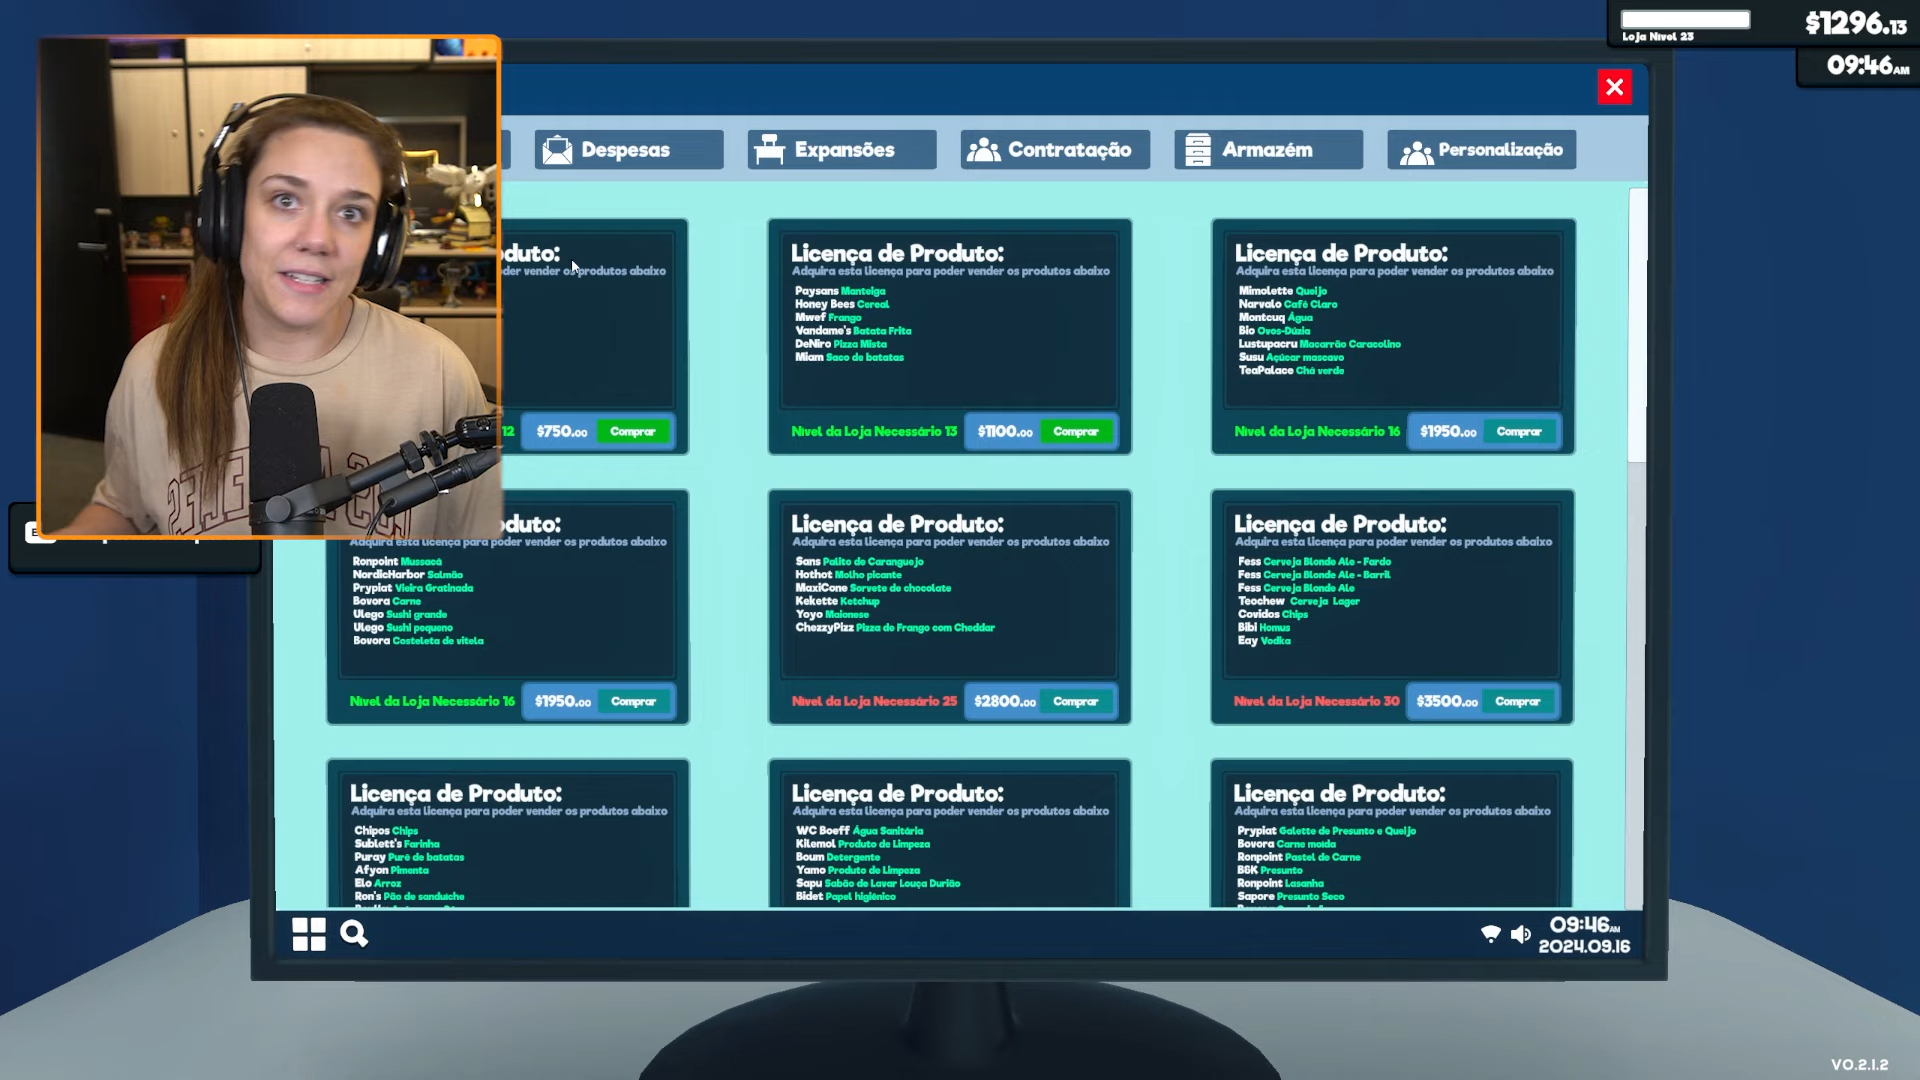 $1296.13
Loja Nivel 23
09:46AM
Despesas
Expansões
Contratação
Armazém
Personalização
duto:
der vender os produtos abaixo
12
$750.00
Comprar
Licença de Produto:
Adquira esta licença para poder vender os produtos abaixo
Paysans Manteiga
Honey Bees Cereal
Mwef Frango
Vandame's Batata Frita
DeNiro Pizza Mista
Miam Saco de batatas
Nível da Loja Necessário 13
$1100.00
Comprar
Licença de Produto:
Adquira esta licença para poder vender os produtos abaixo
Mimolette Queijo
Narvalo Café Claro
Montcuq Água
Bio Ovos-Dúzia
Lustupacru Macarrão Caracolino
Susu Açúcar mascavo
TeaPalace Chá verde
Nível da Loja Necessário 16
$1950.00
Comprar
duto:
Adquira esta licença para poder vender os produtos abaixo
Ronpoint Mussacá
NordicHarbor Salmão
Prypiat Vieira Gratinada
Bovora Carne
Ulego Sushi grande
Ulego Sushi pequeno
Bovora Costeleta de vitela
Nível da Loja Necessário 16
$1950.00
Comprar
Licença de Produto:
Adquira esta licença para poder vender os produtos abaixo
Sans Palito de Caranguejo
Hothot Molho picante
MaxiCone Sorvete de chocolate
Kekette Ketchup
Yoyo Maionese
ChezzyPizz Pizza de Frango com Cheddar
Nível da Loja Necessário 25
$2800.00
Comprar
Licença de Produto:
Adquira esta licença para poder vender os produtos abaixo
Fess Cerveja Blonde Ale - Fardo
Fess Cerveja Blonde Ale - Barril
Fess Cerveja Blonde Ale
Teochew Cerveja Lager
Covidos Chips
Bibi Homus
Eay Vodka
Nível da Loja Necessário 30
$3500.00
Comprar
Licença de Produto:
Adquira esta licença para poder vender os produtos abaixo
Chipos Chips
Sublett's Farinha
Puray Purê de batatas
Afyon Pimenta
Elo Arroz
Ron's Pão de sanduíche
Licença de Produto:
Adquira esta licença para poder vender os produtos abaixo
WC Boeff Água Sanitária
Kilemol Produto de Limpeza
Boum Detergente
Yamo Produto de Limpeza
Sapu Sabão de Lavar Louça Durião
Bidet Papel higiênico
Licença de Produto:
Adquira esta licença para poder vender os produtos abaixo
Prypiat Galette de Presunto e Queijo
Bovora Carne moída
Ronpoint Pastel de Carne
B&K Presunto
Ronpoint Lasanha
Sapore Presunto Seco
09:46AM
2024.09.16
V0.2.1.2